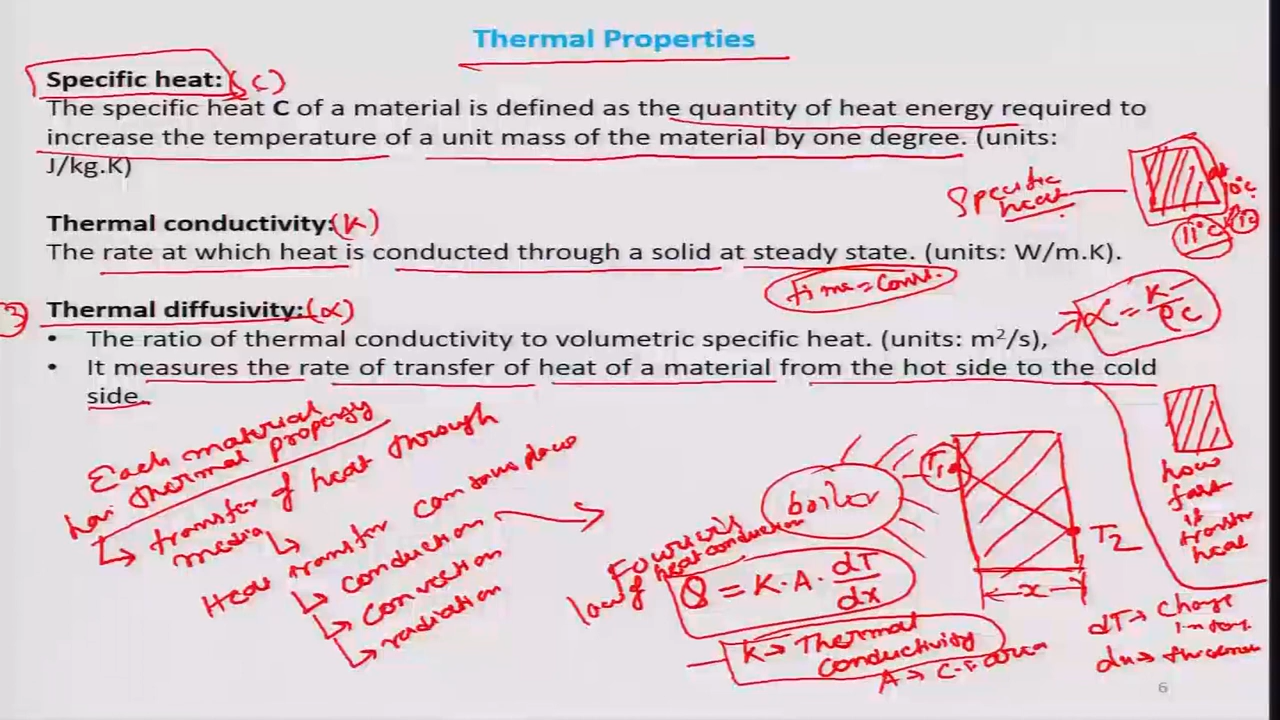 Thermal Properties
Specific heat: (C)
The specific heat C of a material is defined as the quantity of heat energy required to
increase the temperature of a unit mass of the material by one degree. (units:
J/kg.K)
Specific
heat
10°C
11°C
Thermal conductivity: (K)
The rate at which heat is conducted through a solid at steady state. (units: W/m.K).
time = const.
3 Thermal diffusivity: (α)
• The ratio of thermal conductivity to volumetric specific heat. (units: m²/s),
α = K/ρc
• It measures the rate of transfer of heat of a material from the hot side to the cold
side.
Each material
has thermal property
transfer of heat through
media
Heat transfer can take place
conduction
convection
radiation
boiler
T1
T2
x
Fourier's
law of heat conduction
Q = K·A·dT/dx
K → Thermal
Conductivity
A → C·S area
how
fast
it
transfer
heat
dT → change
in tem.
dx → thickness
6